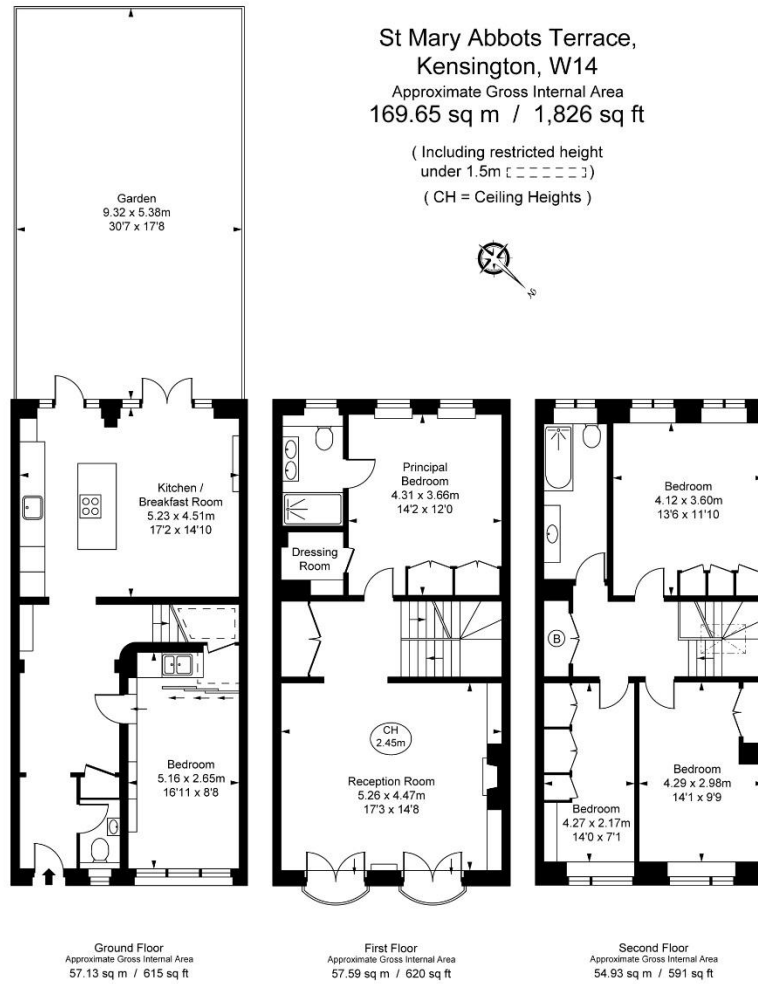 St Mary Abbots Terrace,
Kensington, W14
Approximate Gross Internal Area
169.65 sq m / 1,826 sq ft
( Including restricted height
under 1.5m )
( CH = Ceiling Heights )
N
Garden
9.32 x 5.38m
30'7 x 17'8
Kitchen /
Breakfast Room
5.23 x 4.51m
17'2 x 14'10
Bedroom
5.16 x 2.65m
16'11 x 8'8
Ground Floor
Approximate Gross Internal Area
57.13 sq m / 615 sq ft
Principal
Bedroom
4.31 x 3.66m
14'2 x 12'0
Dressing
Room
CH
2.45m
Reception Room
5.26 x 4.47m
17'3 x 14'8
First Floor
Approximate Gross Internal Area
57.59 sq m / 620 sq ft
Bedroom
4.12 x 3.60m
13'6 x 11'10
B
Bedroom
4.29 x 2.98m
14'1 x 9'9
Bedroom
4.27 x 2.17m
14'0 x 7'1
Second Floor
Approximate Gross Internal Area
54.93 sq m / 591 sq ft